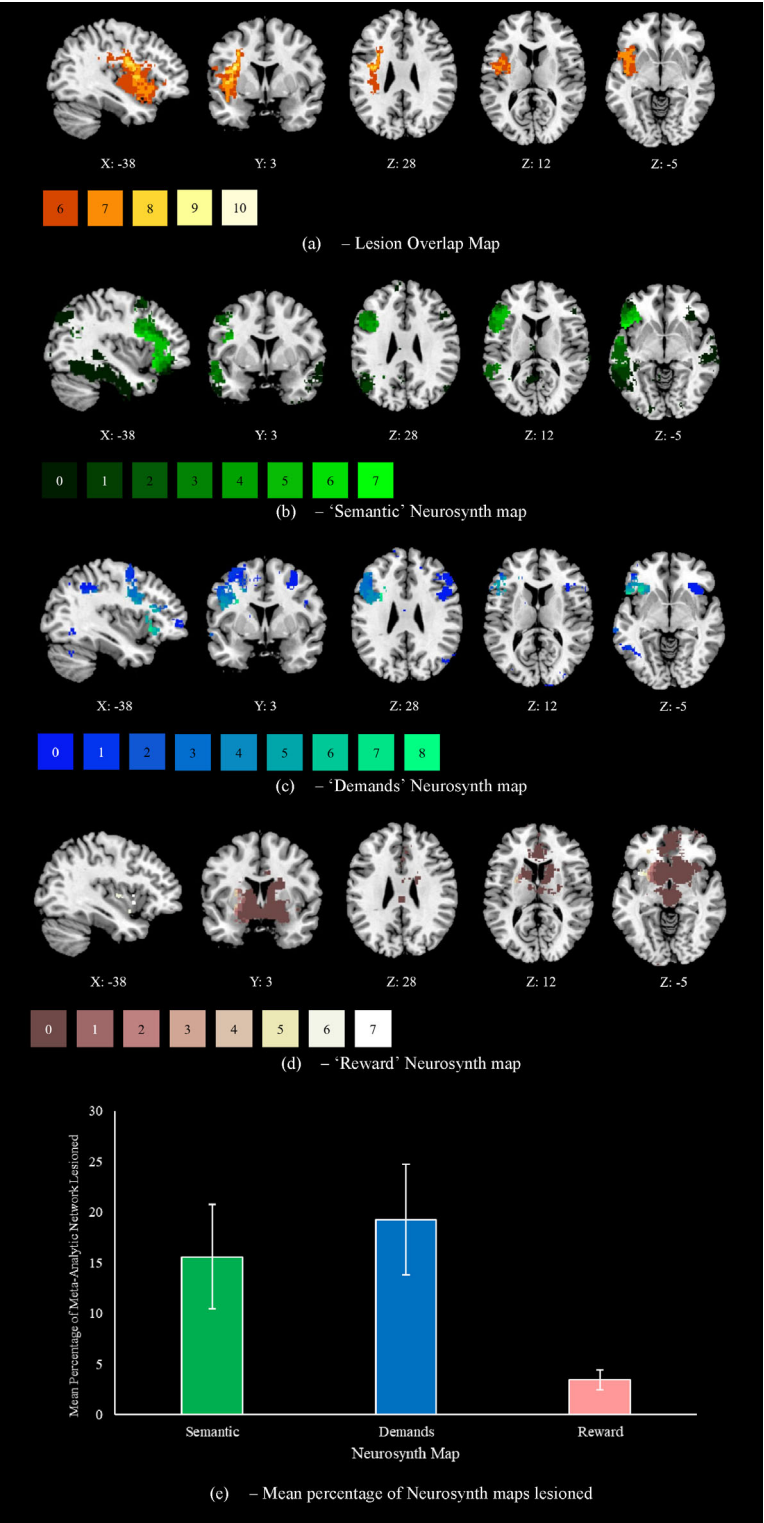 X: -38 Y: 3 Z: 28 Z: 12 Z: -5
6 7 8 9 10
(a) – Lesion Overlap Map
X: -38 Y: 3 Z: 28 Z: 12 Z: -5
0 1 2 3 4 5 6 7
(b) – ‘Semantic’ Neurosynth map
X: -38 Y: 3 Z: 28 Z: 12 Z: -5
0 1 2 3 4 5 6 7 8
(c) – ‘Demands’ Neurosynth map
X: -38 Y: 3 Z: 28 Z: 12 Z: -5
0 1 2 3 4 5 6 7
(d) – ‘Reward’ Neurosynth map
Mean Percentage of Meta-Analytic Network Lesioned
30
25
20
15
10
5
0
Semantic Demands Reward
Neurosynth Map
(e) – Mean percentage of Neurosynth maps lesioned